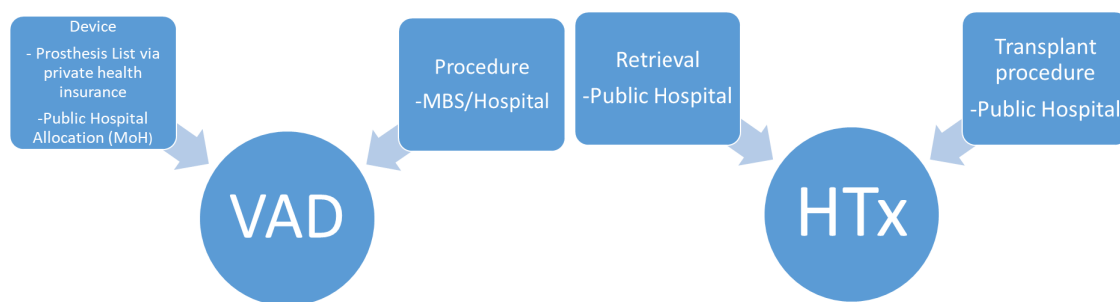 Device
- Prosthesis List via
private health
insurance
-Public Hospital
Allocation (MoH)
Procedure
-MBS/Hospital
VAD
Retrieval
-Public Hospital
Transplant
procedure
-Public Hospital
HTx